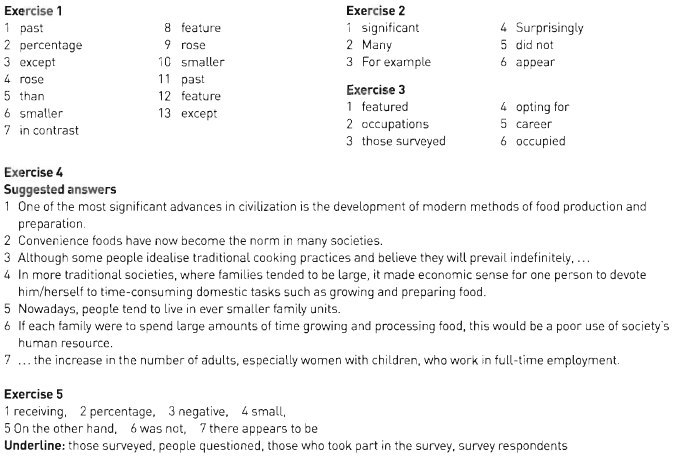 Exercise 1
1 past
2 percentage
3 except
4 rose
5 than
6 smaller
7 in contrast
8 feature
9 rose
10 smaller
11 past
12 feature
13 except
Exercise 2
1 significant
2 Many
3 For example
4 Surprisingly
5 did not
6 appear
Exercise 3
1 featured
2 occupations
3 those surveyed
4 opting for
5 career
6 occupied
Exercise 4
Suggested answers
1 One of the most significant advances in civilization is the development of modern methods of food production and
preparation.
2 Convenience foods have now become the norm in many societies.
3 Although some people idealise traditional cooking practices and believe they will prevail indefinitely, ...
4 In more traditional societies, where families tended to be large, it made economic sense for one person to devote
him/herself to time-consuming domestic tasks such as growing and preparing food.
5 Nowadays, people tend to live in ever smaller family units.
6 If each family were to spend large amounts of time growing and processing food, this would be a poor use of society's
human resource.
7 ... the increase in the number of adults, especially women with children, who work in full-time employment.
Exercise 5
1 receiving, 2 percentage, 3 negative, 4 small,
5 On the other hand, 6 was not, 7 there appears to be
Underline: those surveyed, people questioned, those who took part in the survey, survey respondents